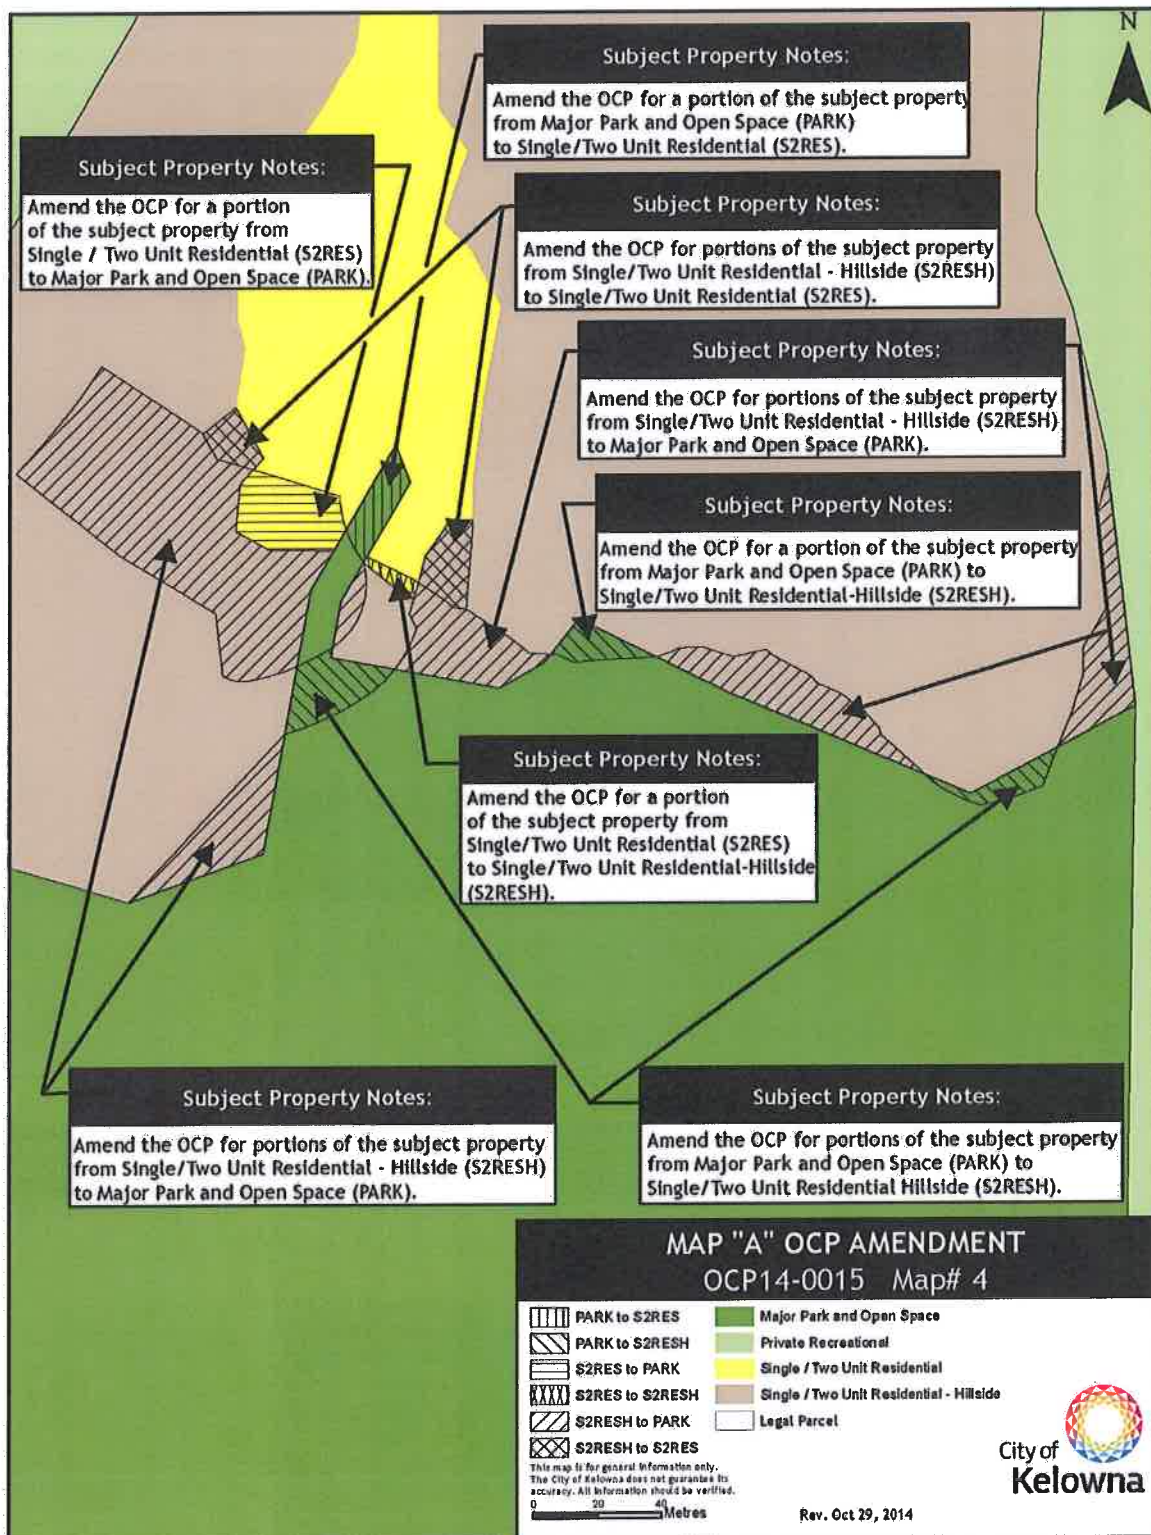 N
Subject Property Notes:
Amend the OCP for a portion of the subject property
from Major Park and Open Space (PARK)
to Single/Two Unit Residential (S2RES).
Subject Property Notes:
Amend the OCP for a portion
of the subject property from
Single / Two Unit Residential (S2RES)
to Major Park and Open Space (PARK).
Subject Property Notes:
Amend the OCP for portions of the subject property
from Single/Two Unit Residential - Hillside (S2RESH)
to Single/Two Unit Residential (S2RES).
Subject Property Notes:
Amend the OCP for portions of the subject property
from Single/Two Unit Residential - Hillside (S2RESH)
to Major Park and Open Space (PARK).
Subject Property Notes:
Amend the OCP for a portion of the subject property
from Major Park and Open Space (PARK) to
Single/Two Unit Residential-Hillside (S2RESH).
Subject Property Notes:
Amend the OCP for a portion
of the subject property from
Single/Two Unit Residential (S2RES)
to Single/Two Unit Residential-Hillside
(S2RESH).
Subject Property Notes:
Amend the OCP for portions of the subject property
from Single/Two Unit Residential - Hillside (S2RESH)
to Major Park and Open Space (PARK).
Subject Property Notes:
Amend the OCP for portions of the subject property
from Major Park and Open Space (PARK) to
Single/Two Unit Residential Hillside (S2RESH).
MAP "A" OCP AMENDMENT
OCP14-0015 Map# 4
PARK to S2RES
PARK to S2RESH
S2RES to PARK
S2RES to S2RESH
S2RESH to PARK
S2RESH to S2RES
Major Park and Open Space
Private Recreational
Single / Two Unit Residential
Single / Two Unit Residential - Hillside
Legal Parcel
This map is for general information only.
The City of Kelowna does not guarantee its
accuracy. All information should be verified.
0 20 40
Metres
Rev. Oct 29, 2014
City of
Kelowna